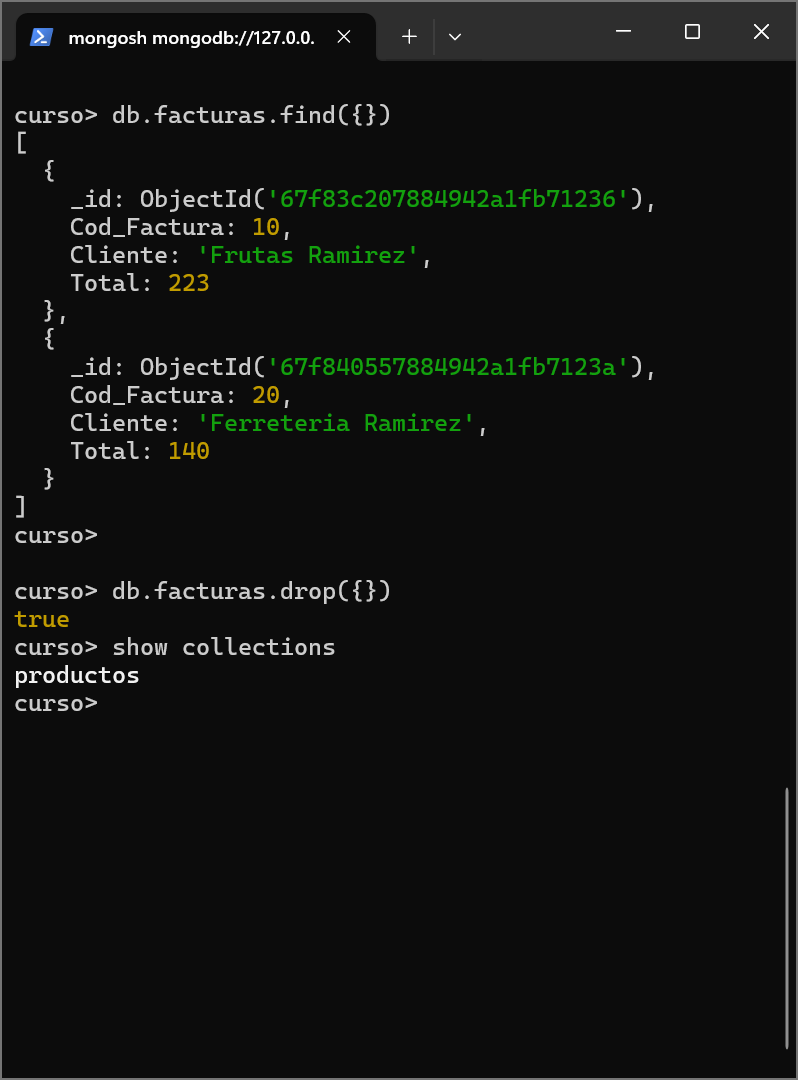 mongosh mongodb://127.0.0.
curso> db.facturas.find({})
[
  {
    _id: ObjectId('67f83c207884942a1fb71236'),
    Cod_Factura: 10,
    Cliente: 'Frutas Ramirez',
    Total: 223
  },
  {
    _id: ObjectId('67f840557884942a1fb7123a'),
    Cod_Factura: 20,
    Cliente: 'Ferreteria Ramirez',
    Total: 140
  }
]
curso>
curso> db.facturas.drop({})
true
curso> show collections
productos
curso>